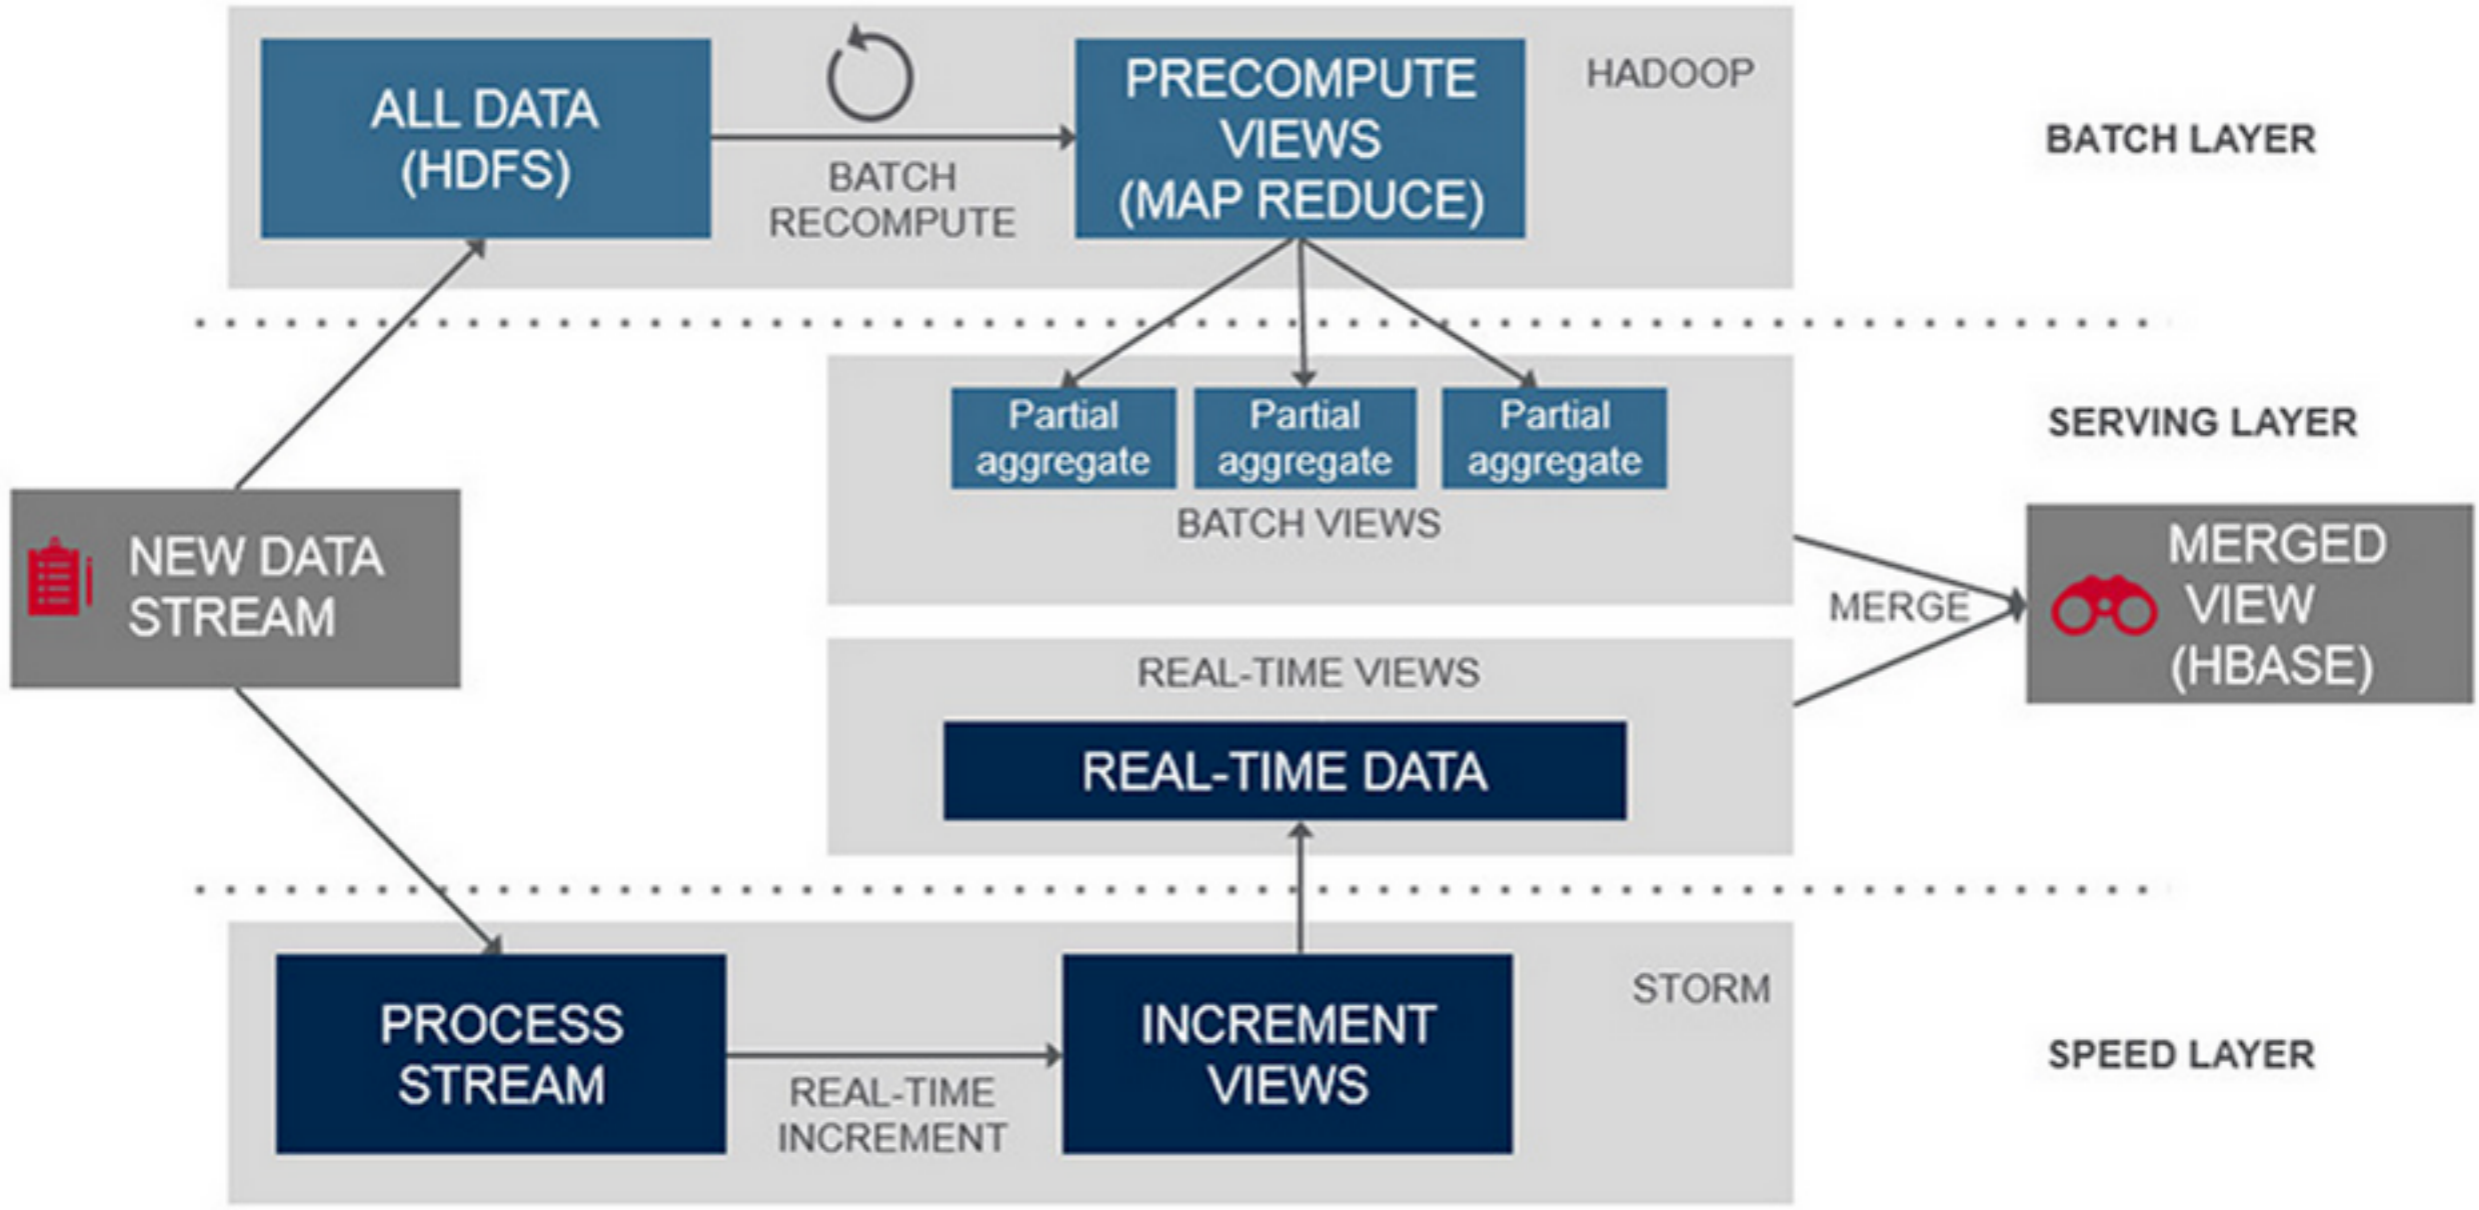 ALL DATA
(HDFS)
BATCH
RECOMPUTE
PRECOMPUTE
VIEWS
(MAP REDUCE)
HADOOP
BATCH LAYER
Partial
aggregate
Partial
aggregate
Partial
aggregate
BATCH VIEWS
SERVING LAYER
NEW DATA
STREAM
MERGE
MERGED
VIEW
(HBASE)
REAL-TIME VIEWS
REAL-TIME DATA
PROCESS
STREAM
REAL-TIME
INCREMENT
INCREMENT
VIEWS
STORM
SPEED LAYER